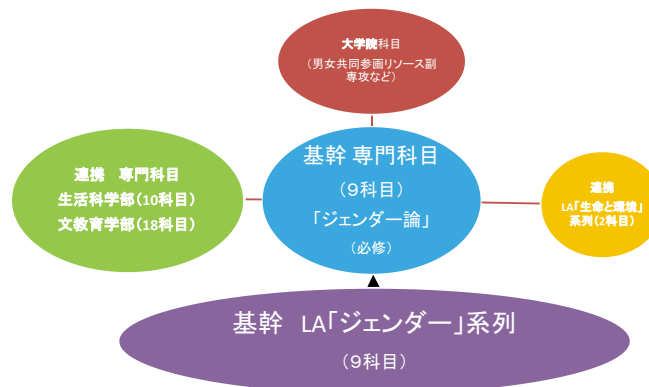 大学院科目
(男女共同参画リソース副
専攻など)
基幹 専門科目
(9科目)
「ジェンダー論」
(必修)
連携　専門科目
生活科学部(10科目)
文教育学部(18科目)
連携
LA「生命と環境」
系列(2科目)
基幹　LA「ジェンダー」系列
(9科目)